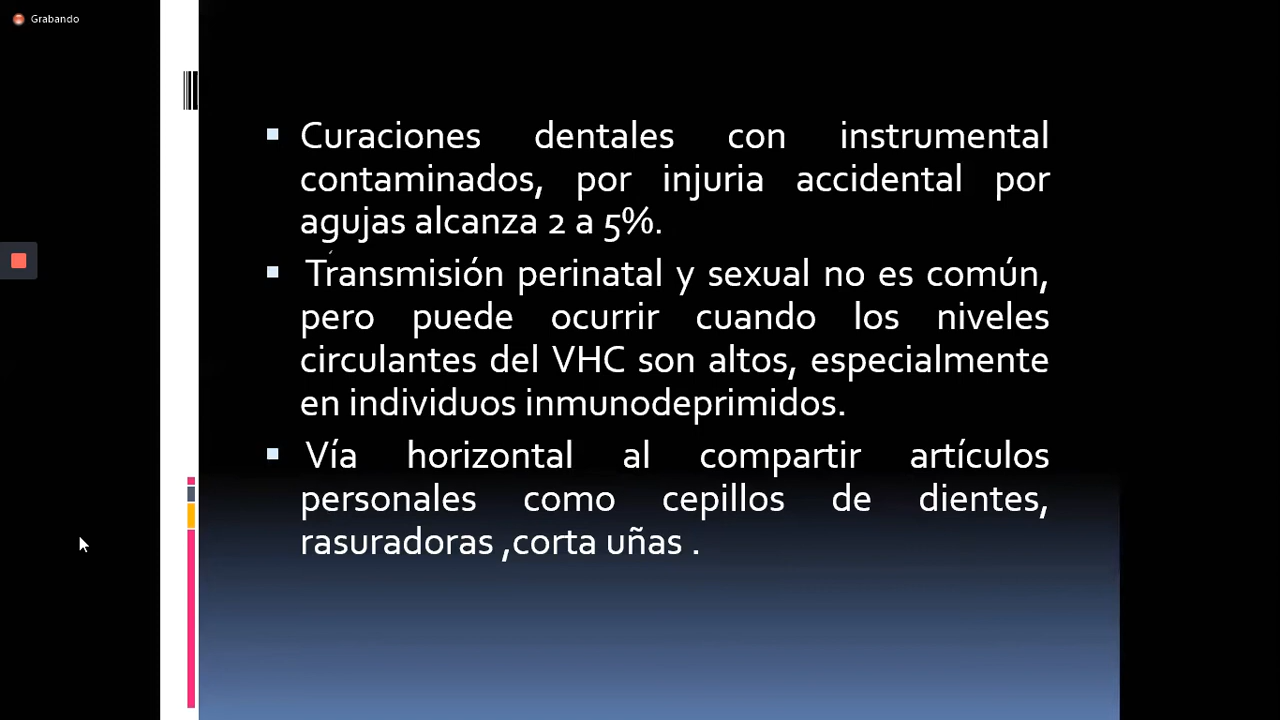 Grabando
Curaciones dentales con instrumental
contaminados, por injuria accidental por
agujas alcanza 2 a 5%.
Transmisión perinatal y sexual no es común,
pero puede ocurrir cuando los niveles
circulantes del VHC son altos, especialmente
en individuos inmunodeprimidos.
Vía horizontal al compartir artículos
personales como cepillos de dientes,
rasuradoras ,corta uñas .